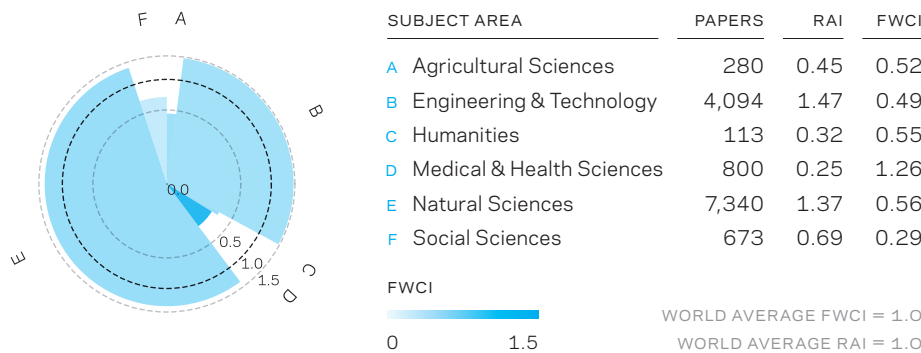 F A
B
0.0
0.5
1.0
1.5
C
D
E
SUBJECT AREA PAPERS RAI FWCI
A Agricultural Sciences 280 0.45 0.52
B Engineering & Technology 4,094 1.47 0.49
C Humanities 113 0.32 0.55
D Medical & Health Sciences 800 0.25 1.26
E Natural Sciences 7,340 1.37 0.56
F Social Sciences 673 0.69 0.29
FWCI
0 1.5
WORLD AVERAGE FWCI = 1.0
WORLD AVERAGE RAI = 1.0